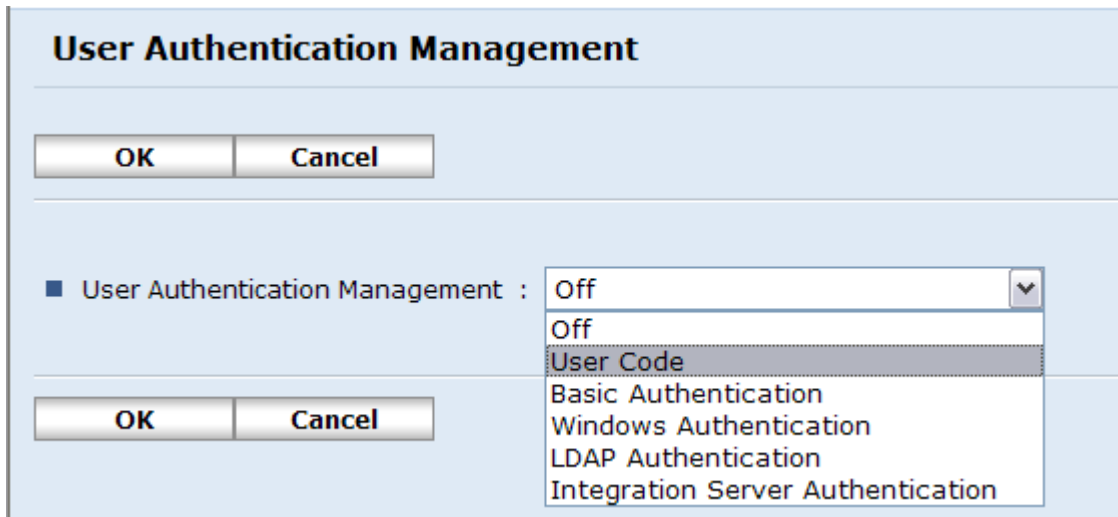 User Authentication Management
OK Cancel
User Authentication Management : Off
Off
User Code
Basic Authentication
Windows Authentication
LDAP Authentication
Integration Server Authentication
OK Cancel